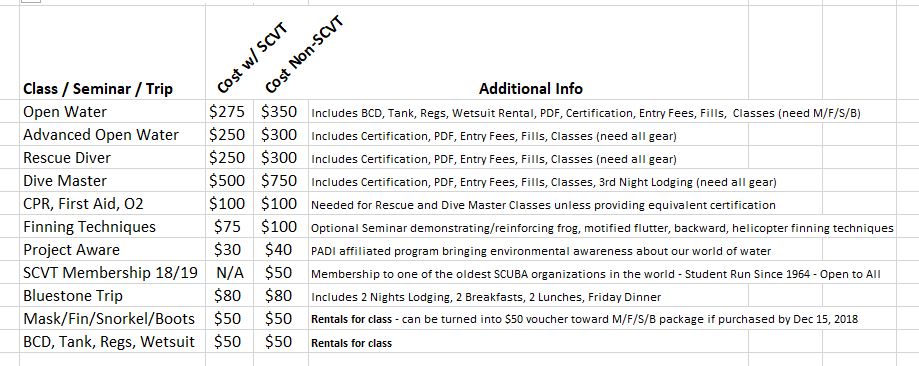 Class / Seminar / Trip Cost w/ SCVT Cost Non-SCVT Additional Info
Open Water $275 $350 Includes BCD, Tank, Regs, Wetsuit Rental, PDF, Certification, Entry Fees, Fills, Classes (need M/F/S/B)
Advanced Open Water $250 $300 Includes Certification, PDF, Entry Fees, Fills, Classes (need all gear)
Rescue Diver $250 $300 Includes Certification, PDF, Entry Fees, Fills, Classes (need all gear)
Dive Master $500 $750 Includes Certification, PDF, Entry Fees, Fills, Classes, 3rd Night Lodging (need all gear)
CPR, First Aid, O2 $100 $100 Needed for Rescue and Dive Master Classes unless providing equivalent certification
Finning Techniques $75 $100 Optional Seminar demonstrating/reinforcing frog, motified flutter, backward, helicopter finning techniques
Project Aware $30 $40 PADI affiliated program bringing environmental awareness about our world of water
SCVT Membership 18/19 N/A $50 Membership to one of the oldest SCUBA organizations in the world - Student Run Since 1964 - Open to All
Bluestone Trip $80 $80 Includes 2 Nights Lodging, 2 Breakfasts, 2 Lunches, Friday Dinner
Mask/Fin/Snorkel/Boots $50 $50 Rentals for class - can be turned into $50 voucher toward M/F/S/B package if purchased by Dec 15, 2018
BCD, Tank, Regs, Wetsuit $50 $50 Rentals for class